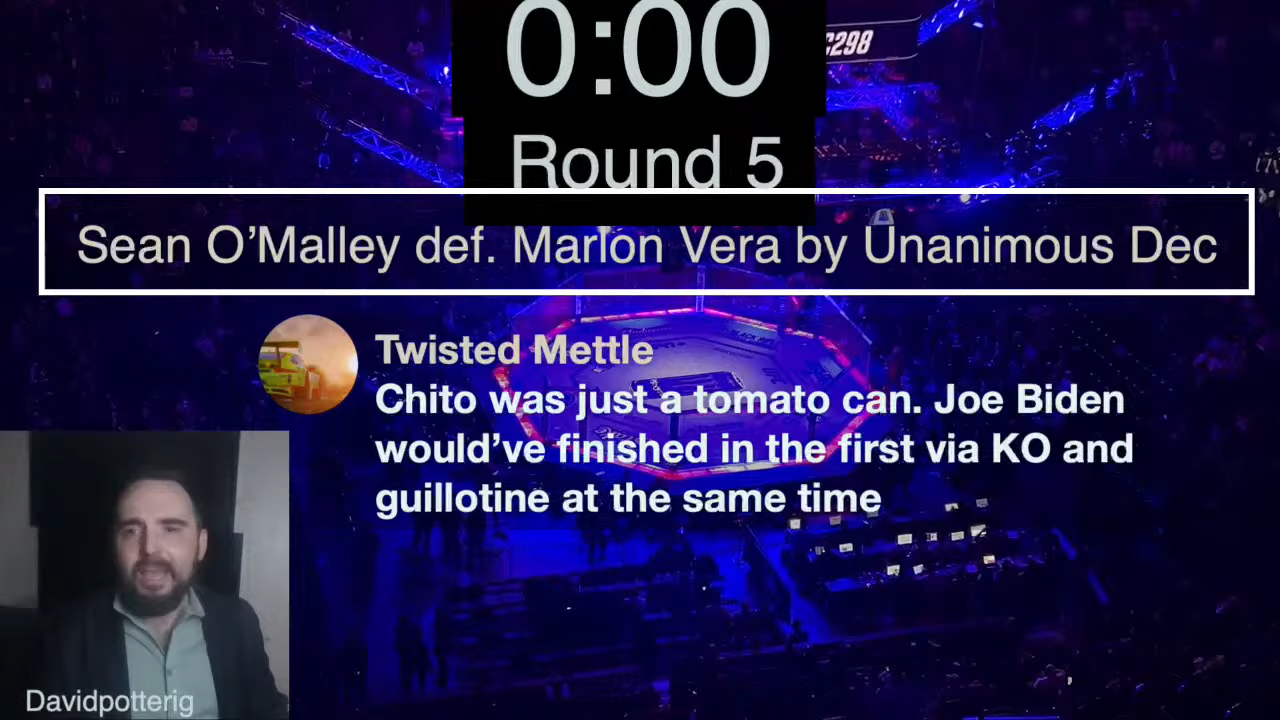 C298
0:00
Round 5
Sean O’Malley def. Marlon Vera by Unanimous Dec
Twisted Mettle
Chito was just a tomato can. Joe Biden
would’ve finished in the first via KO and
guillotine at the same time
Davidpotterig